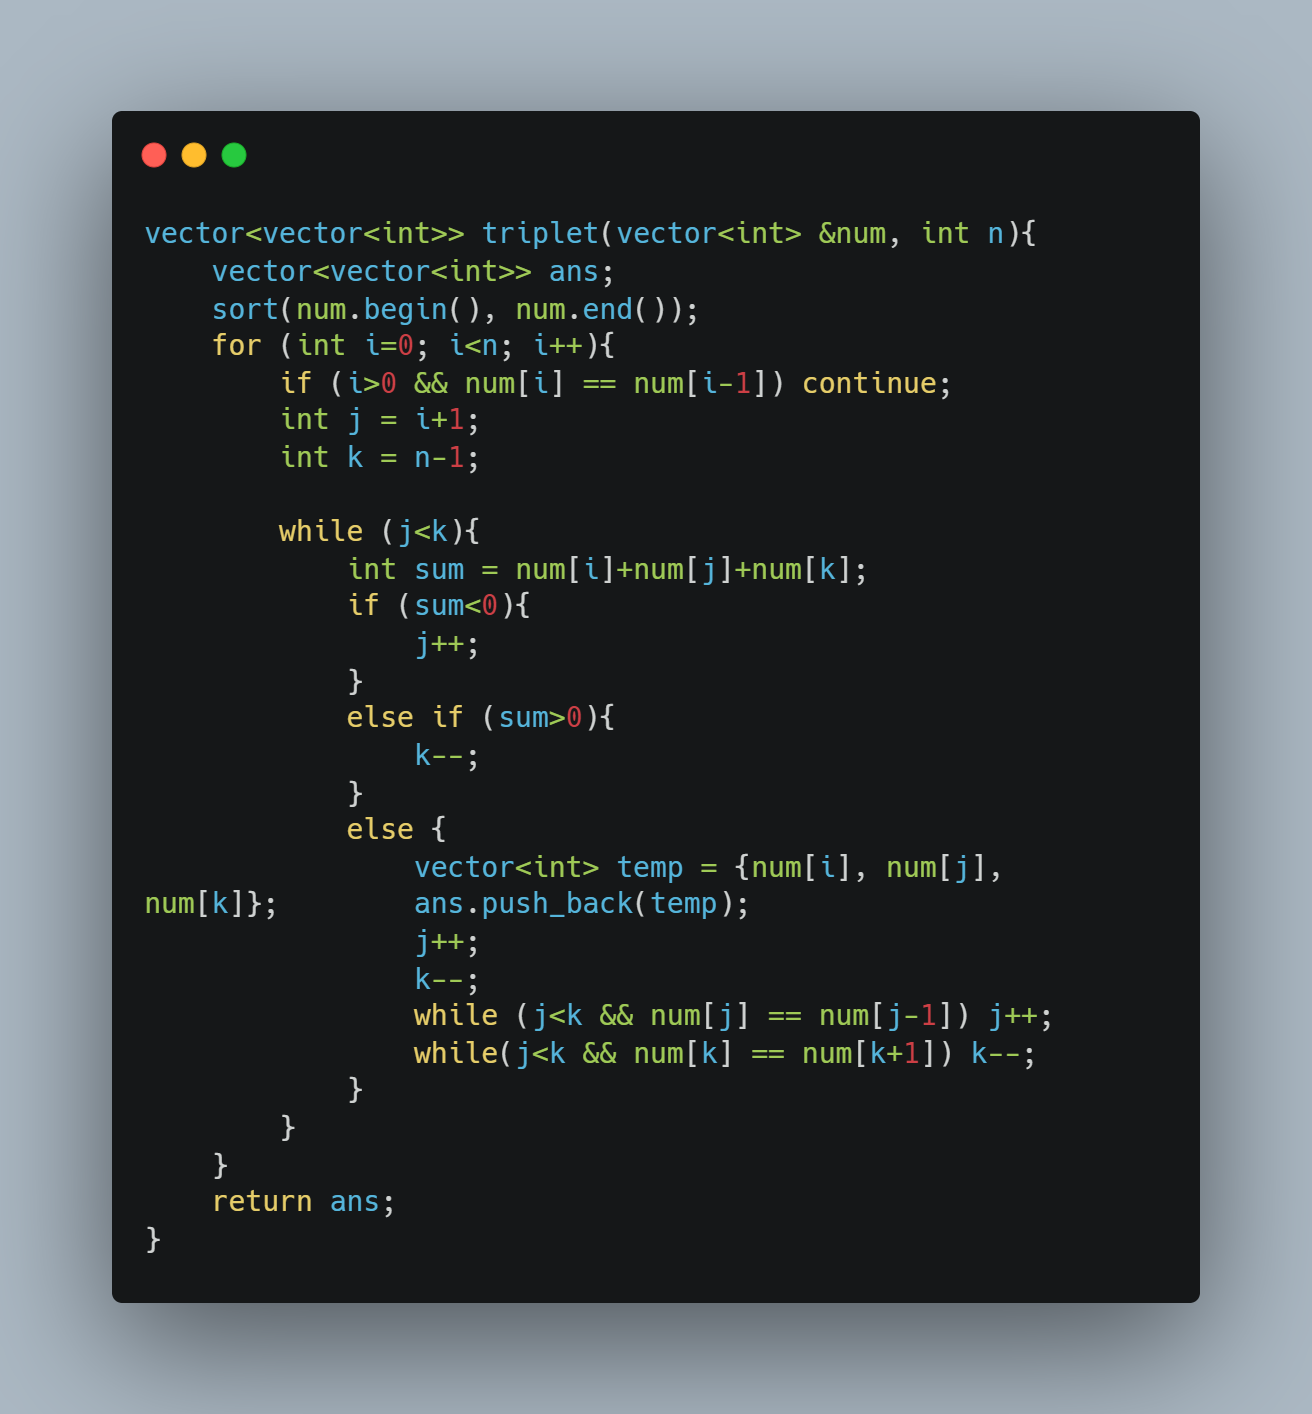 vector<vector<int>> triplet(vector<int> &num, int n){
    vector<vector<int>> ans;
    sort(num.begin(), num.end());
    for (int i=0; i<n; i++){
        if (i>0 && num[i] == num[i-1]) continue;
        int j = i+1;
        int k = n-1;

        while (j<k){
            int sum = num[i]+num[j]+num[k];
            if (sum<0){
                j++;
            }
            else if (sum>0){
                k--;
            }
            else {
                vector<int> temp = {num[i], num[j],
num[k]};        ans.push_back(temp);
                j++;
                k--;
                while (j<k && num[j] == num[j-1]) j++;
                while(j<k && num[k] == num[k+1]) k--;
            }
        }
    }
    return ans;
}